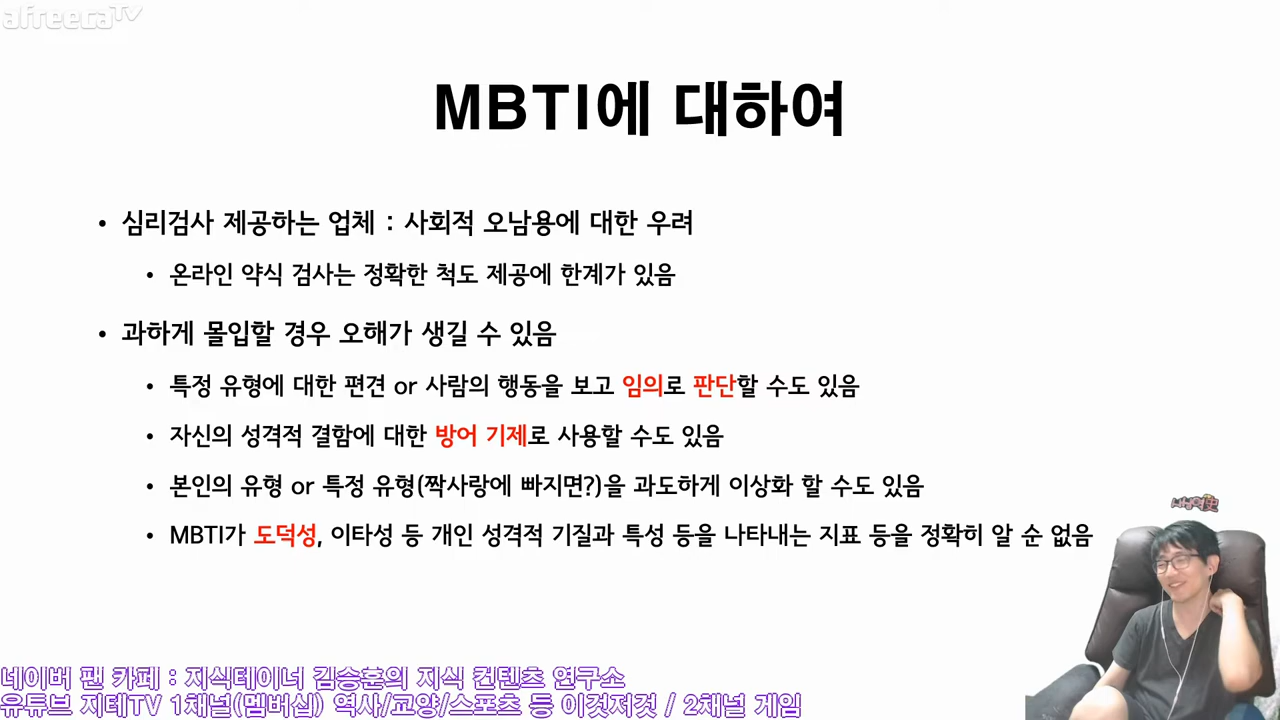 afreecaTV
MBTI에 대하여
• 심리검사 제공하는 업체 : 사회적 오남용에 대한 우려
• 온라인 약식 검사는 정확한 척도 제공에 한계가 있음
• 과하게 몰입할 경우 오해가 생길 수 있음
• 특정 유형에 대한 편견 or 사람의 행동을 보고 임의로 판단할 수도 있음
• 자신의 성격적 결함에 대한 방어 기제로 사용할 수도 있음
• 본인의 유형 or 특정 유형(짝사랑에 빠지면?)을 과도하게 이상화 할 수도 있음
• MBTI가 도덕성, 이타성 등 개인 성격적 기질과 특성 등을 나타내는 지표 등을 정확히 알 순 없음
네이버 팬 카페 : 지식테이너 김승훈의 지식 컨텐츠 연구소
유튜브 지테TV 1채널(멤버십) 역사/교양/스포츠 등 이것저것 / 2채널 게임